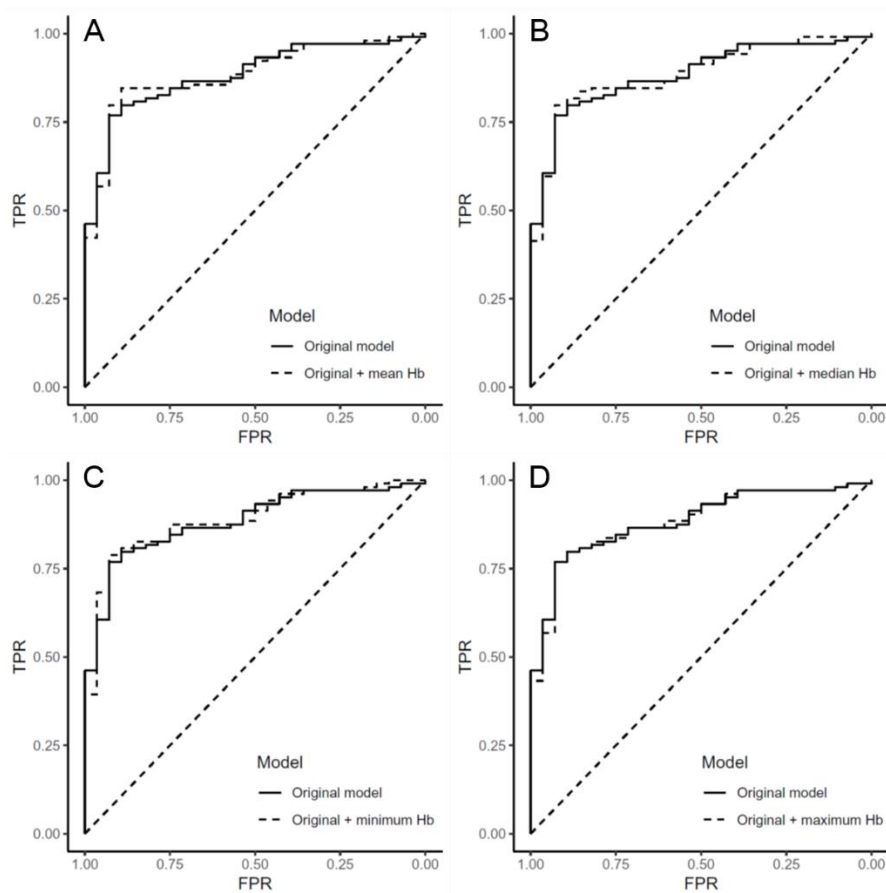 A
1.00
0.75
0.50
0.25
0.00
TPR
Model
Original model
Original + mean Hb
1.00 0.75 0.50 0.25 0.00
FPR
B
1.00
0.75
0.50
0.25
0.00
TPR
Model
Original model
Original + median Hb
1.00 0.75 0.50 0.25 0.00
FPR
C
1.00
0.75
0.50
0.25
0.00
TPR
Model
Original model
Original + minimum Hb
1.00 0.75 0.50 0.25 0.00
FPR
D
1.00
0.75
0.50
0.25
0.00
TPR
Model
Original model
Original + maximum Hb
1.00 0.75 0.50 0.25 0.00
FPR